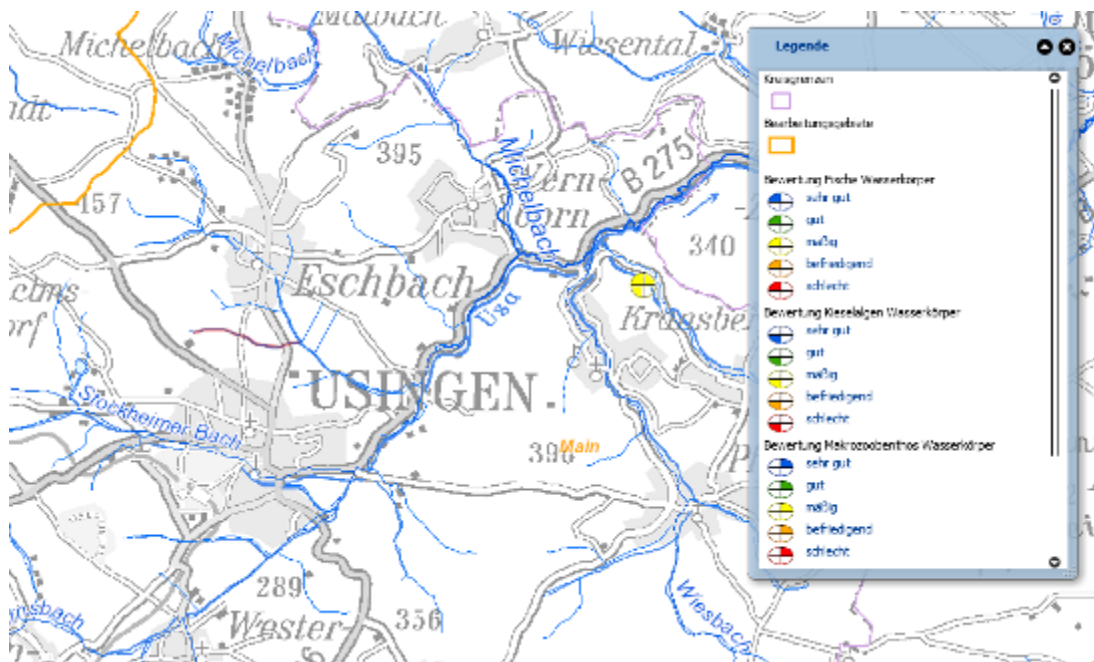 Maibach
Michelbach
Michelbach
Wiesental
395
Michelbach
B 275
157
340
Eschbach
Usa
USINGEN.
Stockheimer Bach
396
Main
289
356
Wester-
Wiesbach
Legende
Kreisgrenzen
Bearbeitungsgebiete
Bewertung Fische Wasserkörper
sehr gut
gut
mäßig
befriedigend
schlecht
Bewertung Kieselalgen Wasserkörper
sehr gut
gut
mäßig
befriedigend
schlecht
Bewertung Makrozoobenthos Wasserkörper
sehr gut
gut
mäßig
befriedigend
schlecht